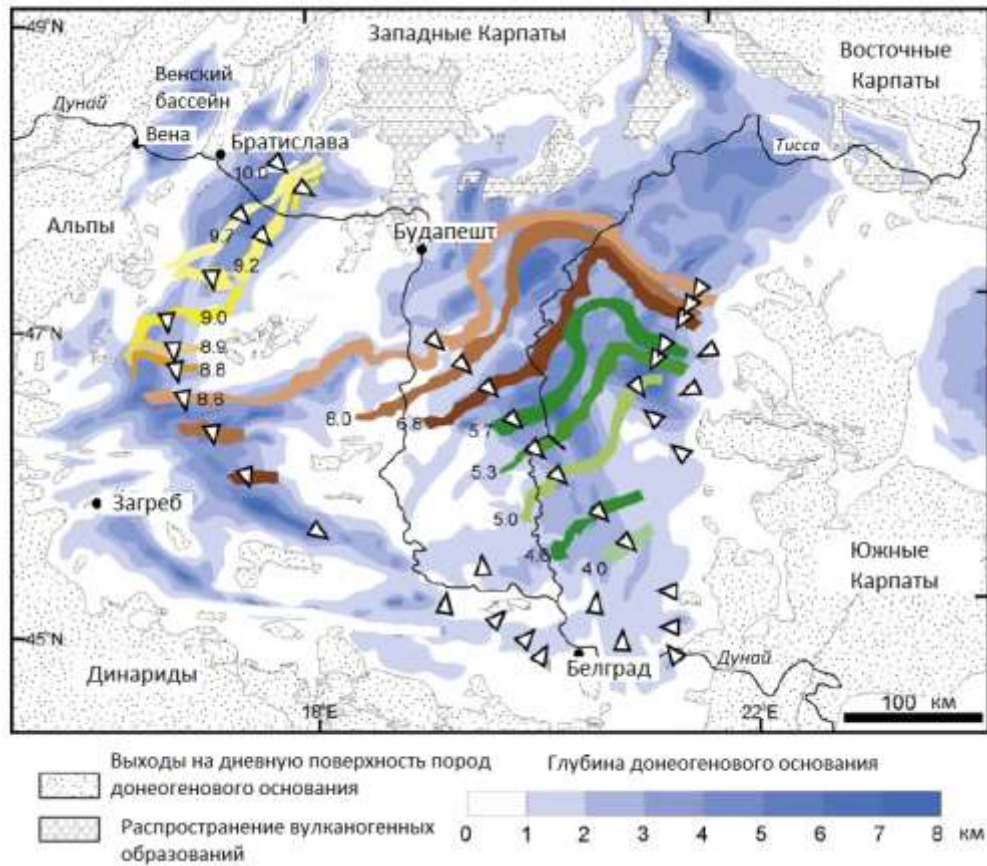 49°N
Западные Карпаты
Восточные
Карпаты
Венский
бассейн
Дунай
Вена
Братислава
Тисса
10.0
Альпы
9.7
Будапешт
9.2
47°N
9.0
8.9
8.8
8.6
8.0
6.8
5.7
5.3
Загреб
5.0
4.0
Южные
Карпаты
45°N
Белград
Дунай
Динариды
18°E
22°E
100 км
Выходы на дневную поверхность пород
донеогенового основания
Глубина донеогенового основания
Распространение вулканогенных
образований
0 1 2 3 4 5 6 7 8 км